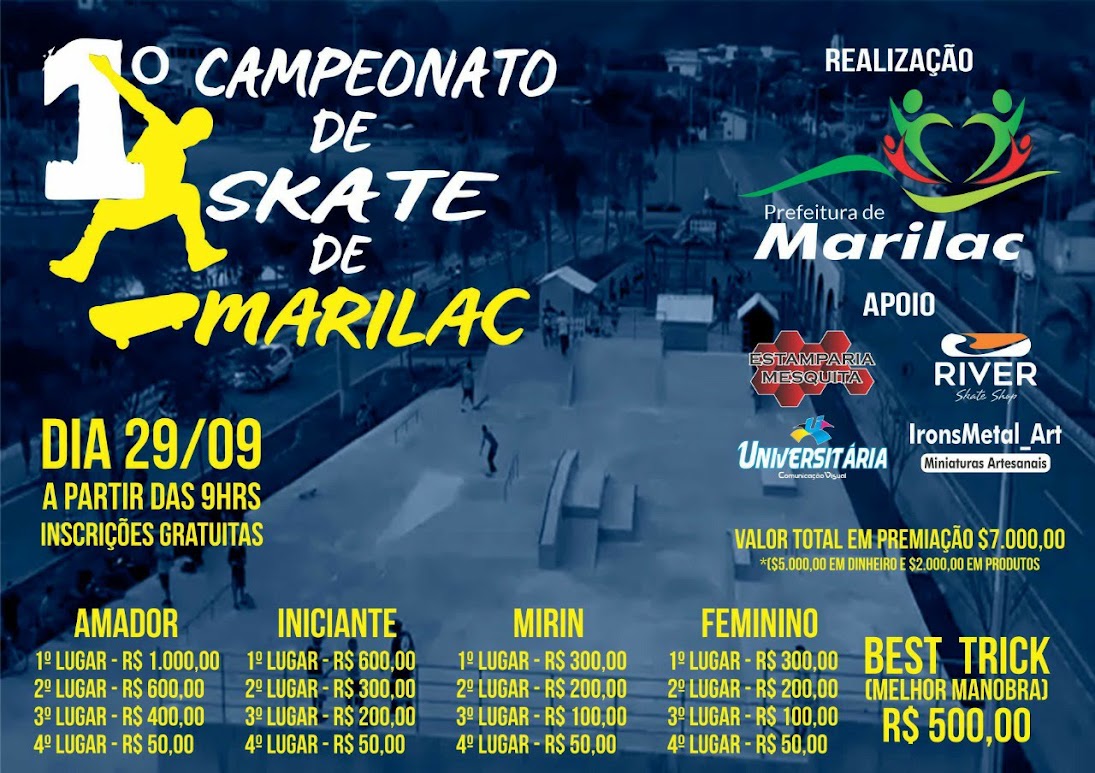 1º CAMPEONATO
DE
SKATE
DE
MARILAC
REALIZAÇÃO
Prefeitura de
Marilac
APOIO
ESTAMPARIA
MESQUITA
RIVER
Skate Shop
UNIVERSITÁRIA
Comunicação Visual
IronsMetal_Art
Miniaturas Artesanais
DIA 29/09
A PARTIR DAS 9HRS
INSCRIÇÕES GRATUITAS
VALOR TOTAL EM PREMIAÇÃO $7.000,00
*($5.000,00 EM DINHEIRO E $2.000,00 EM PRODUTOS
AMADOR
1º LUGAR - R$ 1.000,00
2º LUGAR - R$ 600,00
3º LUGAR - R$ 400,00
4º LUGAR - R$ 50,00
INICIANTE
1º LUGAR - R$ 600,00
2º LUGAR - R$ 300,00
3º LUGAR - R$ 200,00
4º LUGAR - R$ 50,00
MIRIN
1º LUGAR - R$ 300,00
2º LUGAR - R$ 200,00
3º LUGAR - R$ 100,00
4º LUGAR - R$ 50,00
FEMININO
1º LUGAR - R$ 300,00
2º LUGAR - R$ 200,00
3º LUGAR - R$ 100,00
4º LUGAR - R$ 50,00
BEST TRICK
(MELHOR MANOBRA)
R$ 500,00